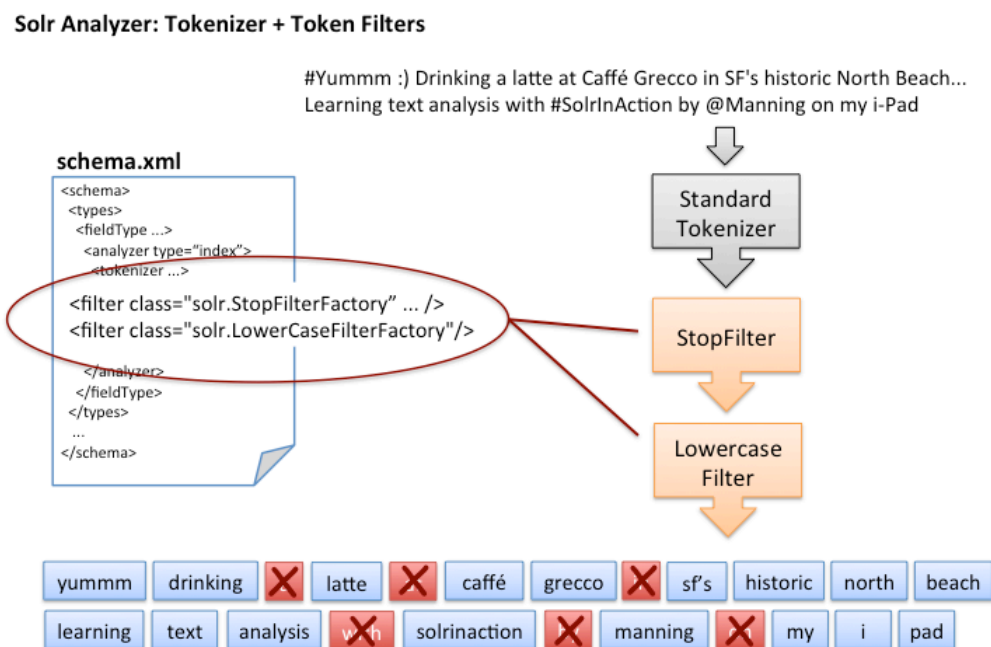 Solr Analyzer: Tokenizer + Token Filters
#Yummm :) Drinking a latte at Caffé Grecco in SF's historic North Beach...
Learning text analysis with #SolrInAction by @Manning on my i-Pad
schema.xml
<schema>
<types>
<fieldType ...>
<analyzer type="index">
<tokenizer ...>
<filter class="solr.StopFilterFactory" ... />
<filter class="solr.LowerCaseFilterFactory"/>
</analyzer>
</fieldType>
</types>
...
</schema>
Standard
Tokenizer
StopFilter
Lowercase
Filter
yummm drinking latte caffé grecco sf's historic north beach
learning text analysis with solrinaction manning my i pad